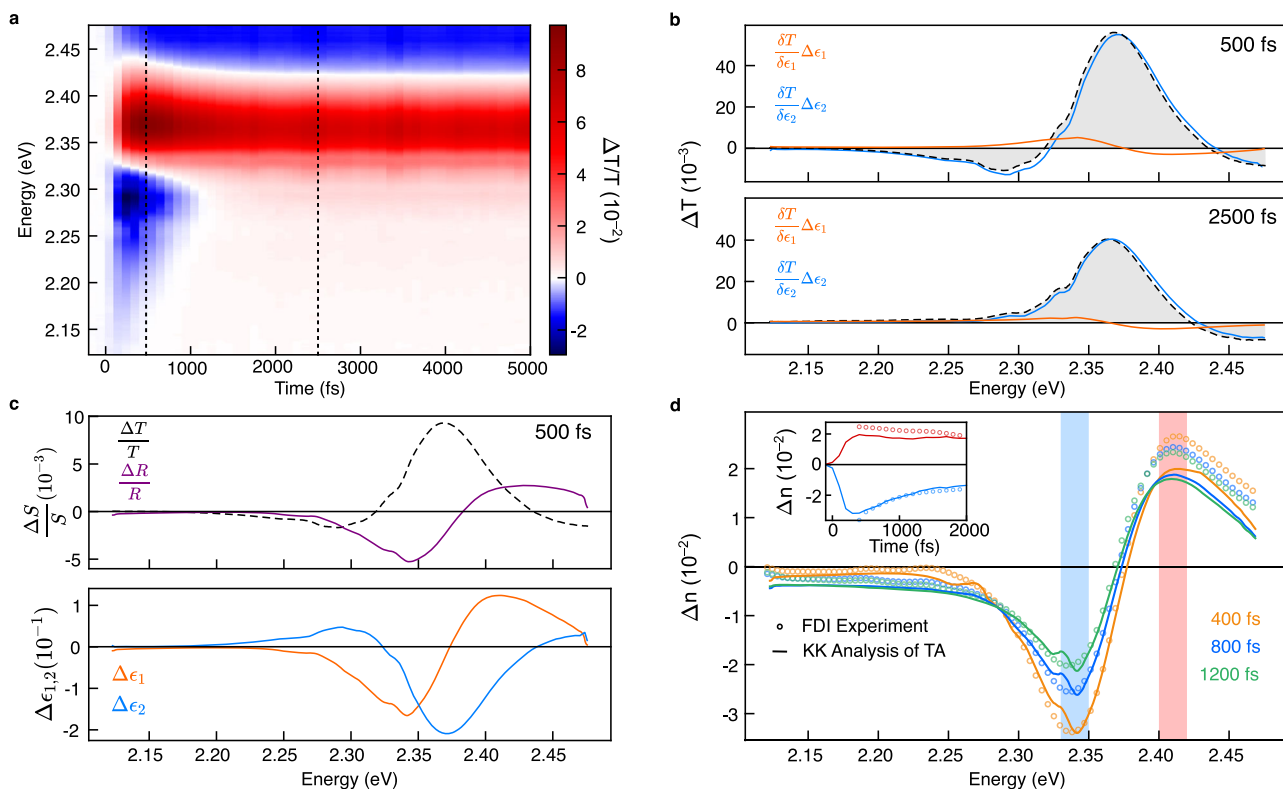 a
2.45
2.40
2.35
2.30
2.25
2.20
2.15
Energy (eV)
0
1000
2000
3000
4000
5000
Time (fs)
8
6
4
2
0
-2
ΔT/T (10⁻²)
b
500 fs
δT/δϵ₁ Δϵ₁
δT/δϵ₂ Δϵ₂
40
20
0
2500 fs
δT/δϵ₁ Δϵ₁
δT/δϵ₂ Δϵ₂
40
20
0
ΔT (10⁻³)
2.15
2.20
2.25
2.30
2.35
2.40
2.45
Energy (eV)
c
10
5
0
-5
ΔS/S (10⁻³)
ΔT/T
ΔR/R
500 fs
1
0
-1
-2
Δϵ₁,₂ (10⁻¹)
Δϵ₁
Δϵ₂
2.15
2.20
2.25
2.30
2.35
2.40
2.45
Energy (eV)
d
2
1
0
-1
-2
-3
Δn (10⁻²)
2
0
-2
Δn (10⁻²)
0
1000
2000
Time (fs)
FDI Experiment
KK Analysis of TA
400 fs
800 fs
1200 fs
2.15
2.20
2.25
2.30
2.35
2.40
2.45
Energy (eV)